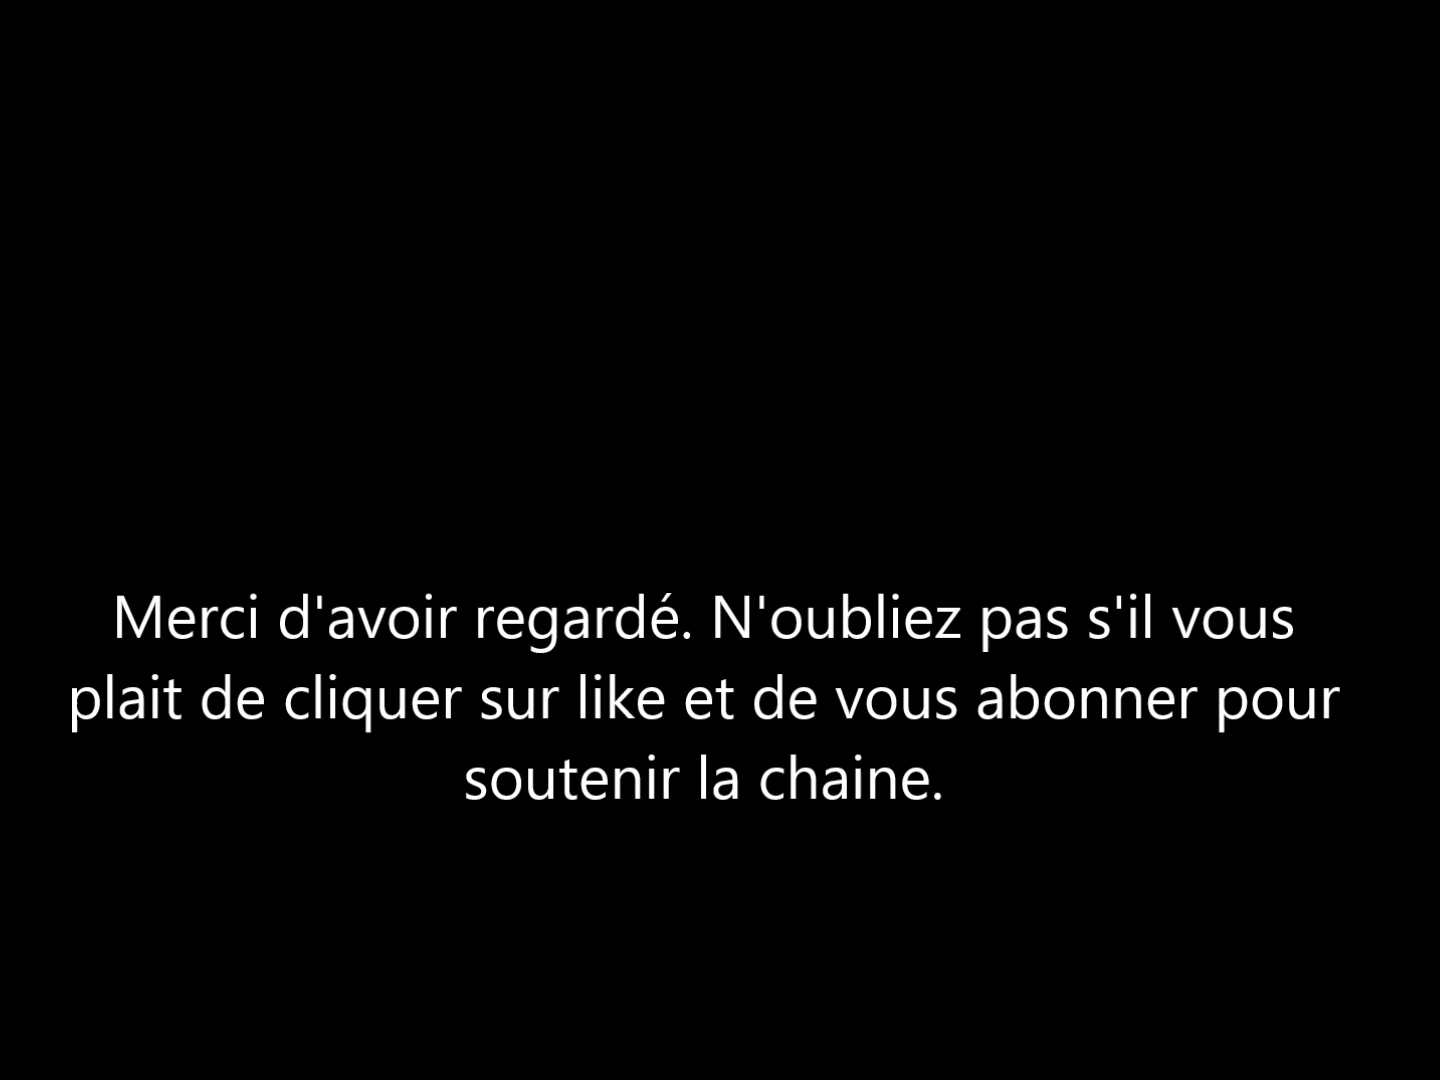 Merci d'avoir regardé. N'oubliez pas s'il vous
plait de cliquer sur like et de vous abonner pour
soutenir la chaine.